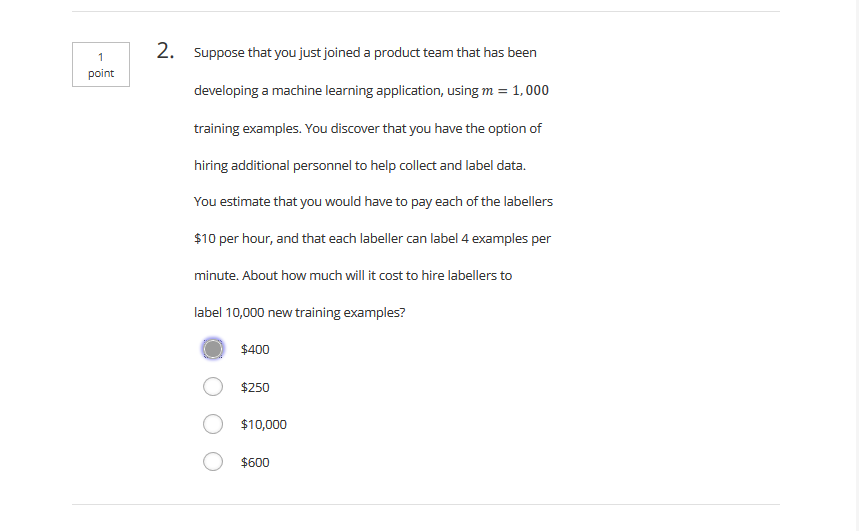 1
point
2.
Suppose that you just joined a product team that has been
developing a machine learning application, using m = 1,000
training examples. You discover that you have the option of
hiring additional personnel to help collect and label data.
You estimate that you would have to pay each of the labellers
$10 per hour, and that each labeller can label 4 examples per
minute. About how much will it cost to hire labellers to
label 10,000 new training examples?
$400
$250
$10,000
$600